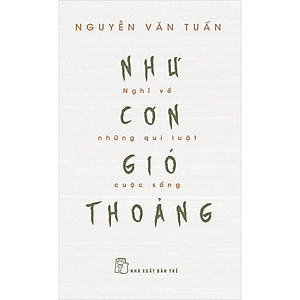 NGUYỄN VĂN TUẤN
NHƯ
Nghĩ về
CƠN
những qui luật
GIÓ
cuộc sống
THOẢNG
NHÀ XUẤT BẢN TRẺ